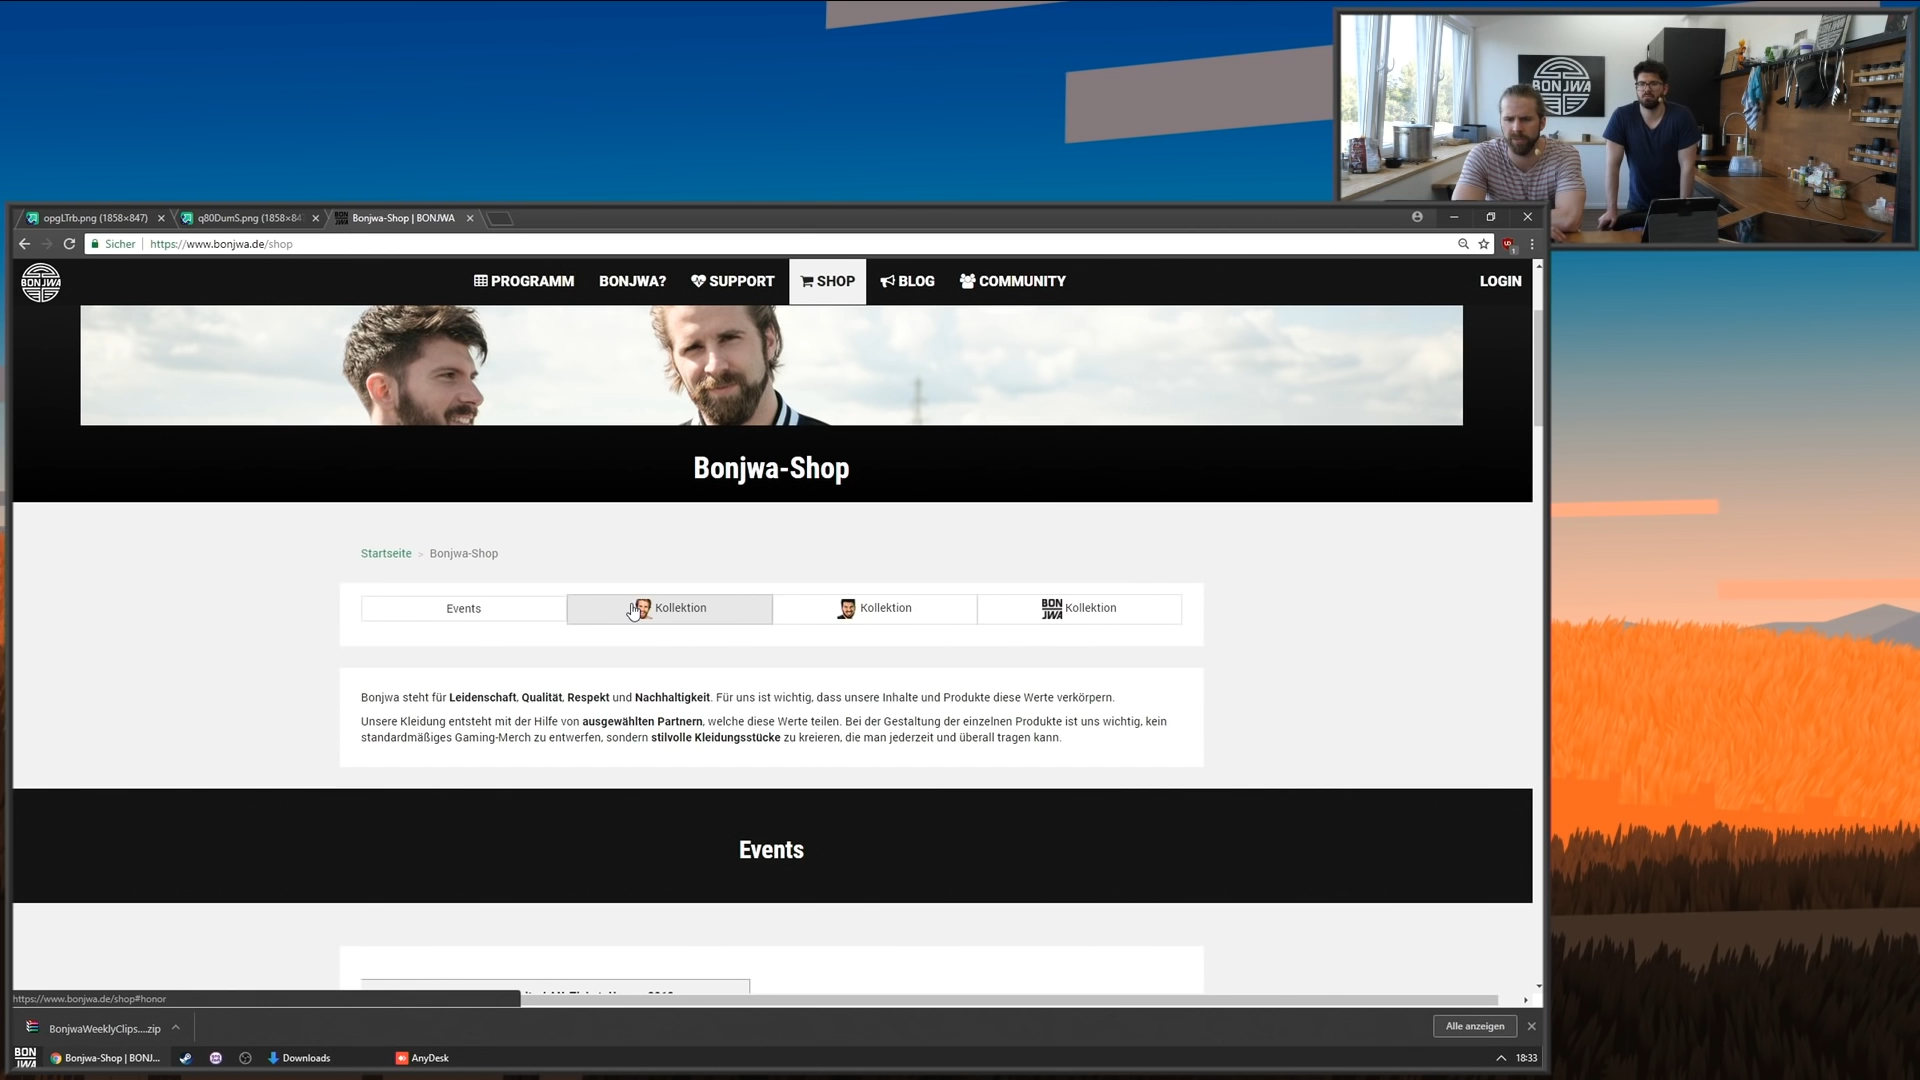 BONJWA
opgLTrb.png (1858×847)
q80DumS.png (1858×84
Bonjwa-Shop | BONJWA
Sicher
https://www.bonjwa.de/shop
BONJWA
PROGRAMM
BONJWA?
SUPPORT
SHOP
BLOG
COMMUNITY
LOGIN
Bonjwa-Shop
Startseite > Bonjwa-Shop
Events
Kollektion
Kollektion
BON
JWA
Kollektion
Bonjwa steht für Leidenschaft, Qualität, Respekt und Nachhaltigkeit. Für uns ist wichtig, dass unsere Inhalte und Produkte diese Werte verkörpern.
Unsere Kleidung entsteht mit der Hilfe von ausgewählten Partnern, welche diese Werte teilen. Bei der Gestaltung der einzelnen Produkte ist uns wichtig, kein
standardmäßiges Gaming-Merch zu entwerfen, sondern stilvolle Kleidungsstücke zu kreieren, die man jederzeit und überall tragen kann.
Events
https://www.bonjwa.de/shop#honor
BonjwaWeeklyClips....zip
Alle anzeigen
BON
JWA
Bonjwa-Shop | BONJ...
Downloads
AnyDesk
18:33